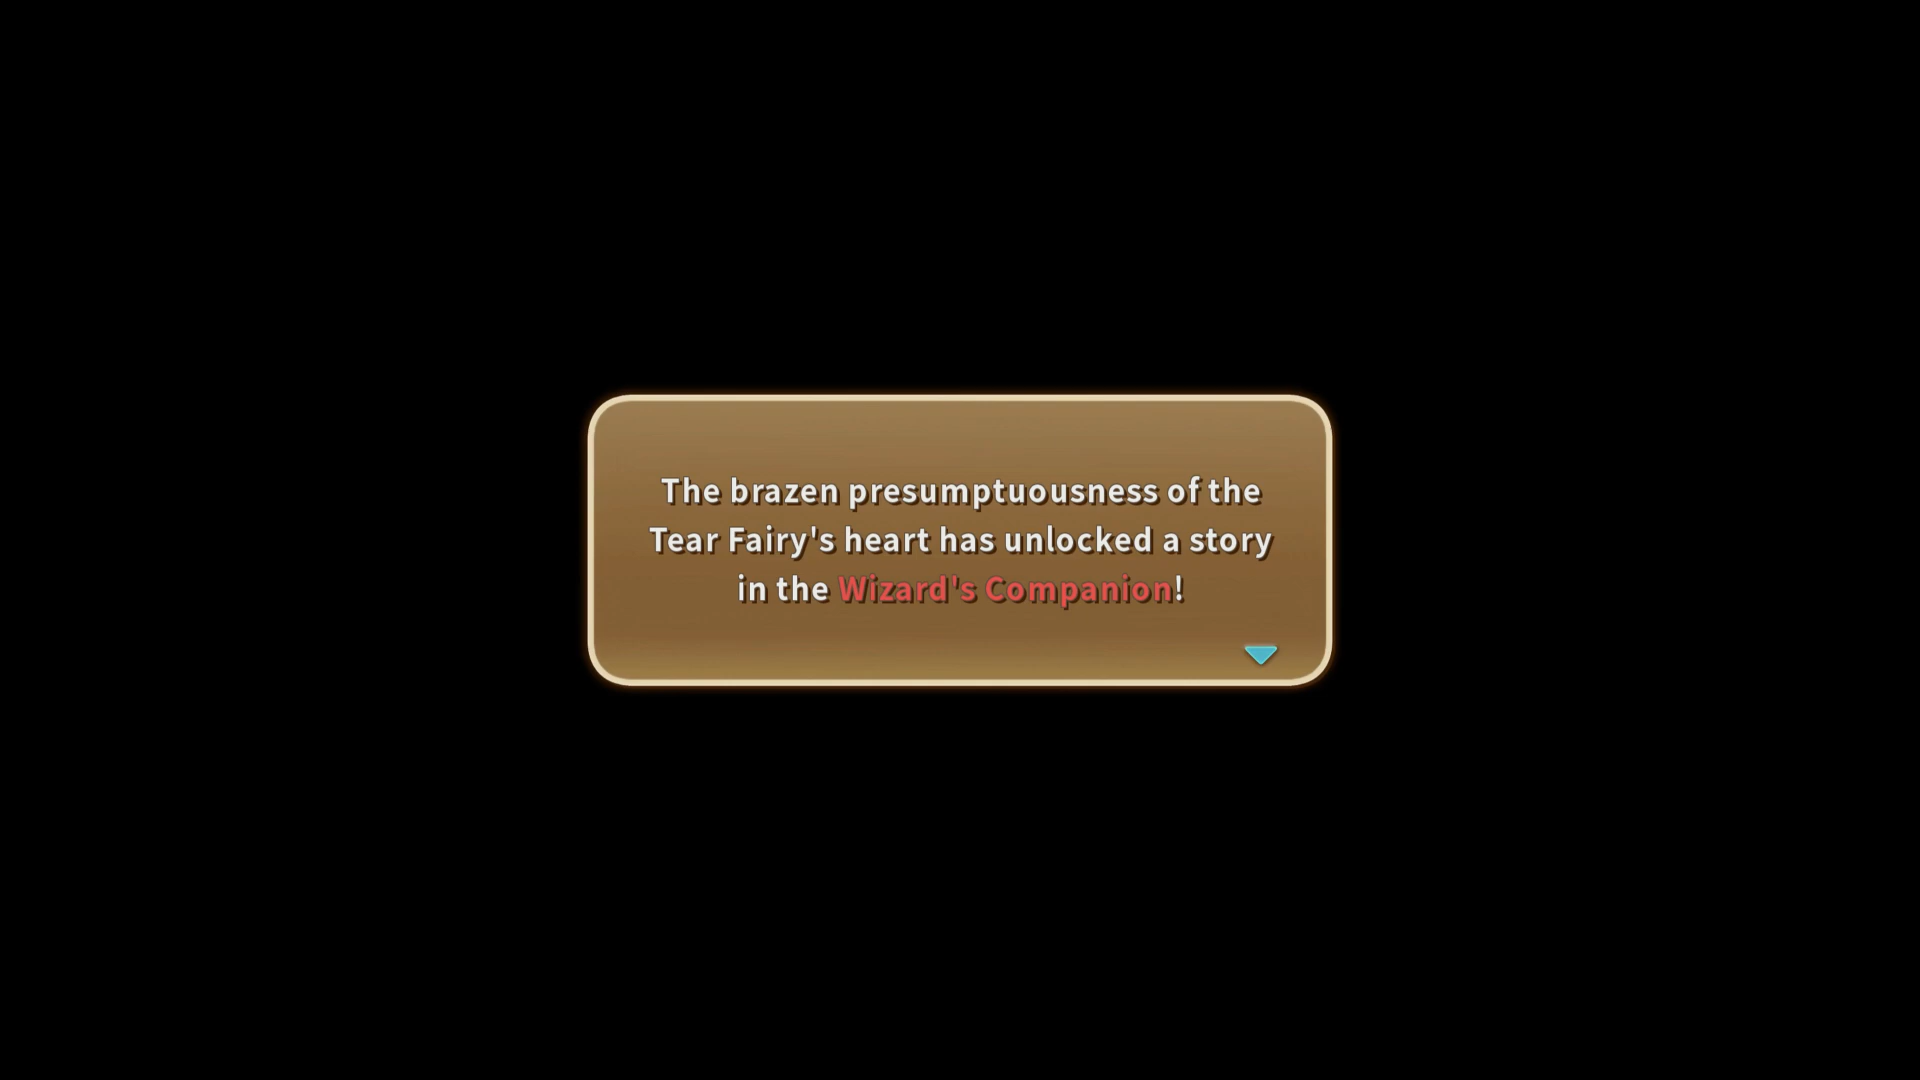 The brazen presumptuousness of the
Tear Fairy's heart has unlocked a story
in the Wizard's Companion!